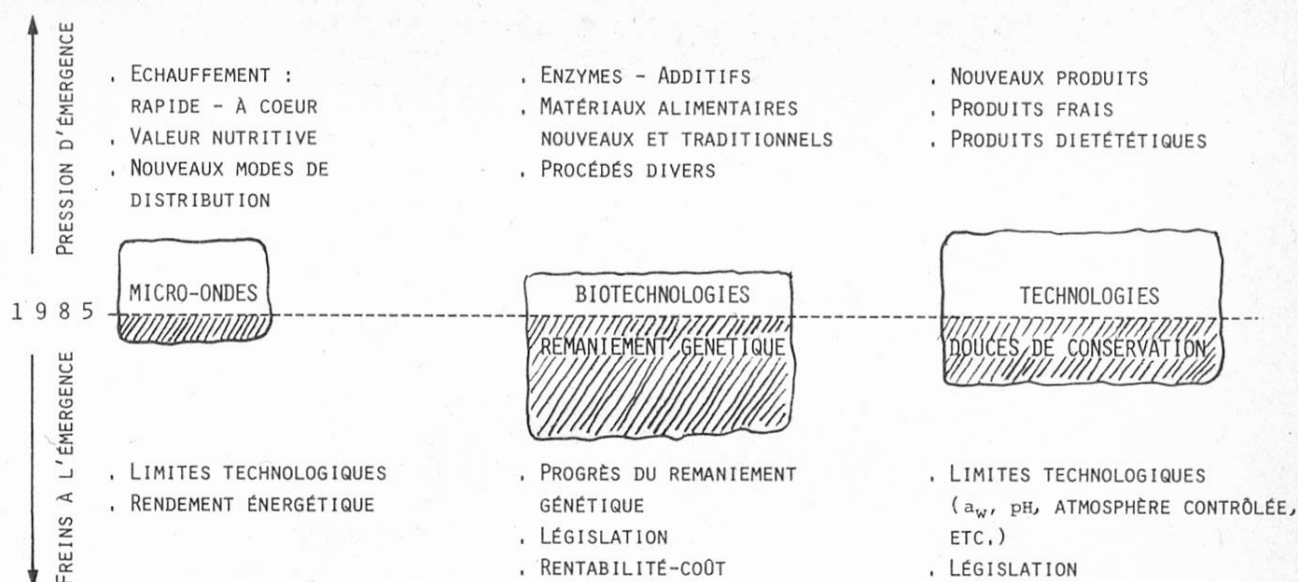 PRESSION D'ÉMERGENCE
. ECHAUFFEMENT :
RAPIDE - À COEUR
. VALEUR NUTRITIVE
. NOUVEAUX MODES DE
DISTRIBUTION
. ENZYMES - ADDITIFS
. MATÉRIAUX ALIMENTAIRES
NOUVEAUX ET TRADITIONNELS
. PROCÉDÉS DIVERS
. NOUVEAUX PRODUITS
. PRODUITS FRAIS
. PRODUITS DIETÉTÉTIQUES
1985
MICRO-ONDES
BIOTECHNOLOGIES
REMANIEMENT GENETIQUE
TECHNOLOGIES
DOUCES DE CONSERVATION
FREINS À L'ÉMERGENCE
. LIMITES TECHNOLOGIQUES
. RENDEMENT ÉNERGÉTIQUE
. PROGRÈS DU REMANIEMENT
GÉNÉTIQUE
. LÉGISLATION
. RENTABILITÉ-COÛT
. LIMITES TECHNOLOGIQUES
(aw, pH, ATMOSPHÈRE CONTRÔLÉE,
ETC.)
. LÉGISLATION